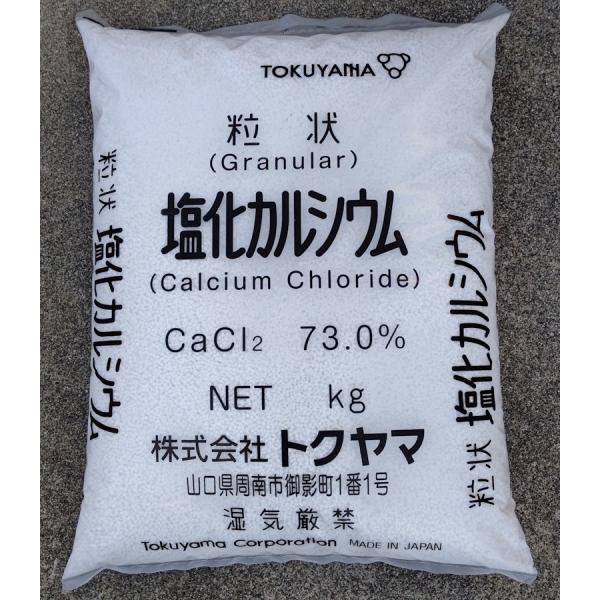 TOKUYAMA
粒状
(Granular)
塩化カルシウム
(Calcium Chloride)
CaCl2 73.0%
NET kg
株式会社トクヤマ
山口県周南市御影町1番1号
湿気厳禁
Tokuyama Corporation MADE IN JAPAN
粒状 塩化カルシウム
粒状 塩化カルシウム